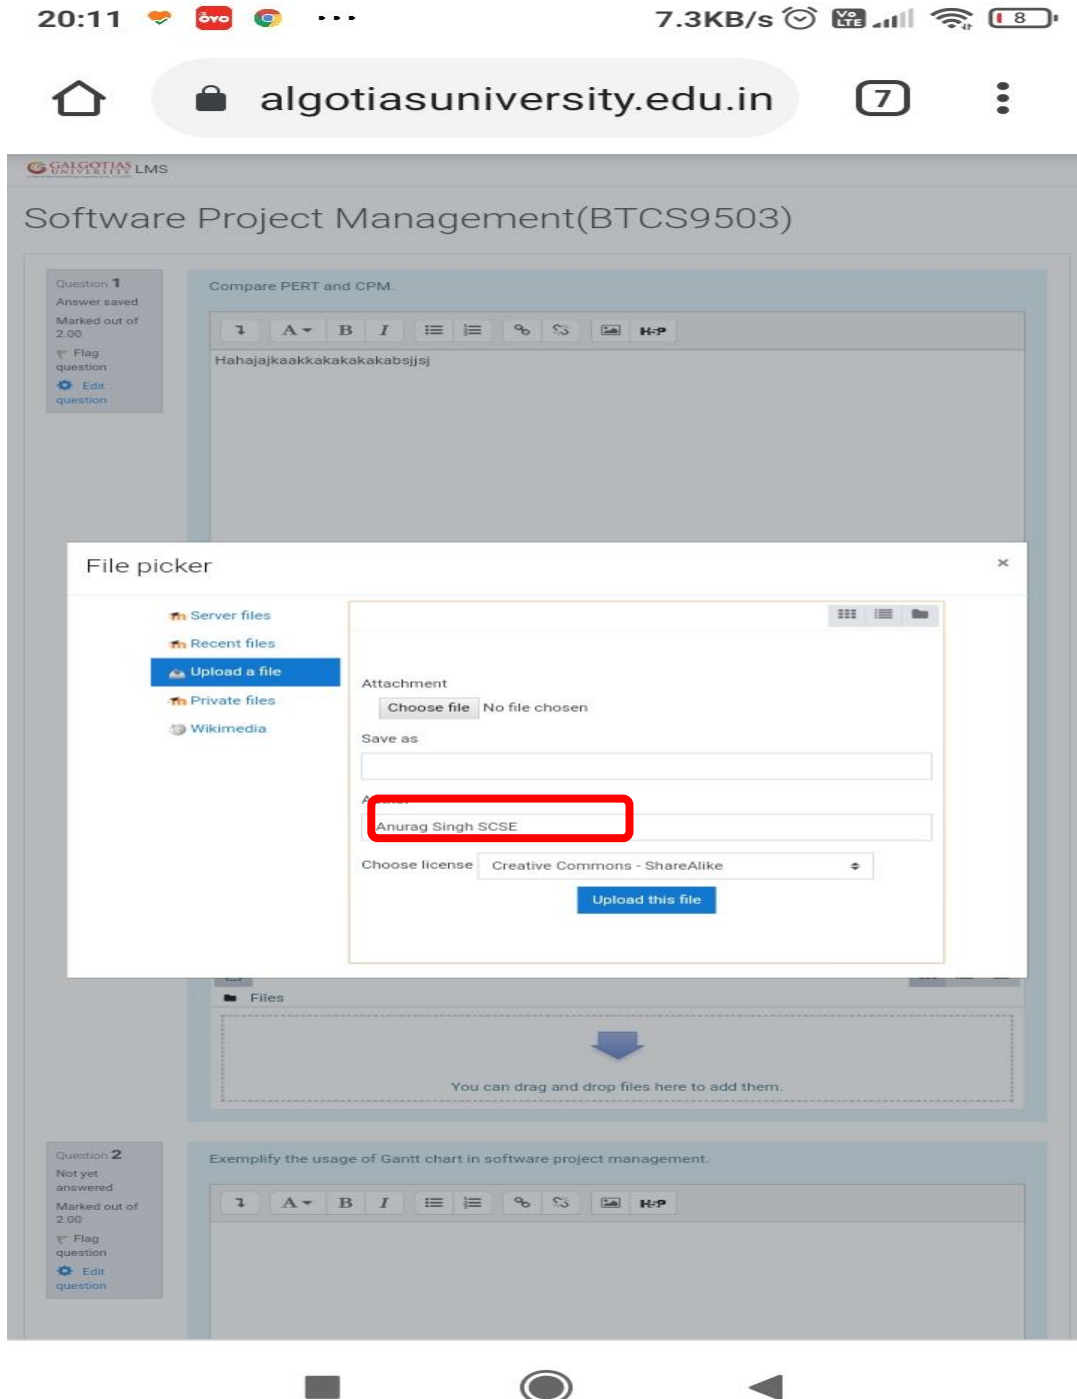 20:11 OYO ... 7.3KB/s Vo LTE 8
algotiasuniversity.edu.in 7
GALGOTIAS UNIVERSITY LMS
Software Project Management(BTCS9503)
Question 1
Answer saved
Marked out of
2.00
Flag
question
Edit
question
Compare PERT and CPM.
A B I H-P
Hahajajkaakkakakakakabsjjsj
File picker ×
Server files
Recent files
Upload a file
Private files
Wikimedia
Attachment
Choose file No file chosen
Save as
Anurag Singh SCSE
Choose license Creative Commons - ShareAlike
Upload this file
Files
You can drag and drop files here to add them.
Question 2
Not yet
answered
Marked out of
2.00
Flag
question
Edit
question
Exemplify the usage of Gantt chart in software project management.
A B I H-P